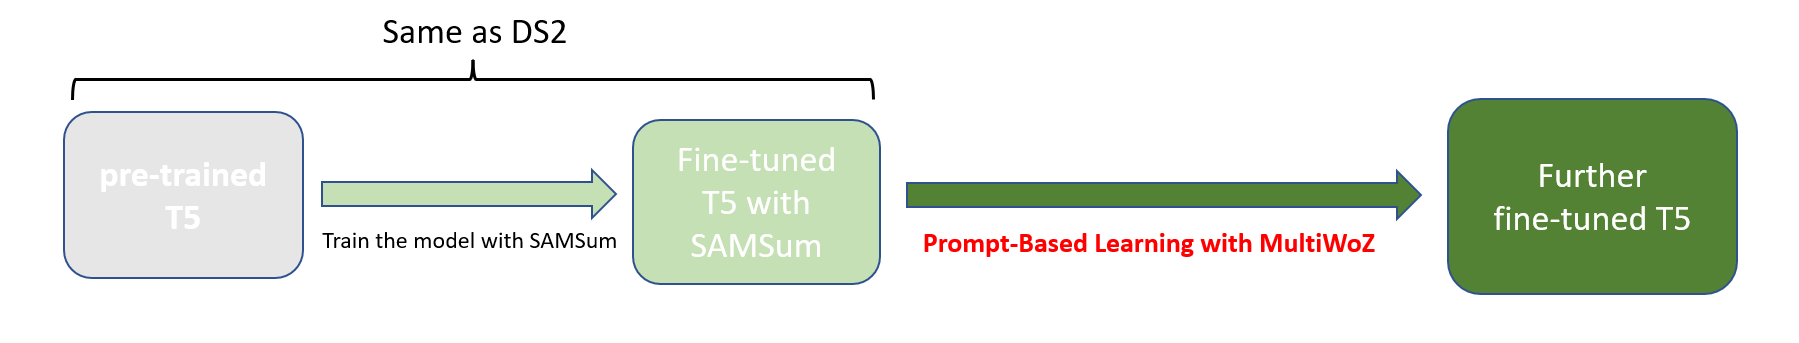 Same as DS2
pre-trained
T5
Train the model with SAMSum
Fine-tuned
T5 with
SAMSum
Prompt-Based Learning with MultiWoZ
Further
fine-tuned T5